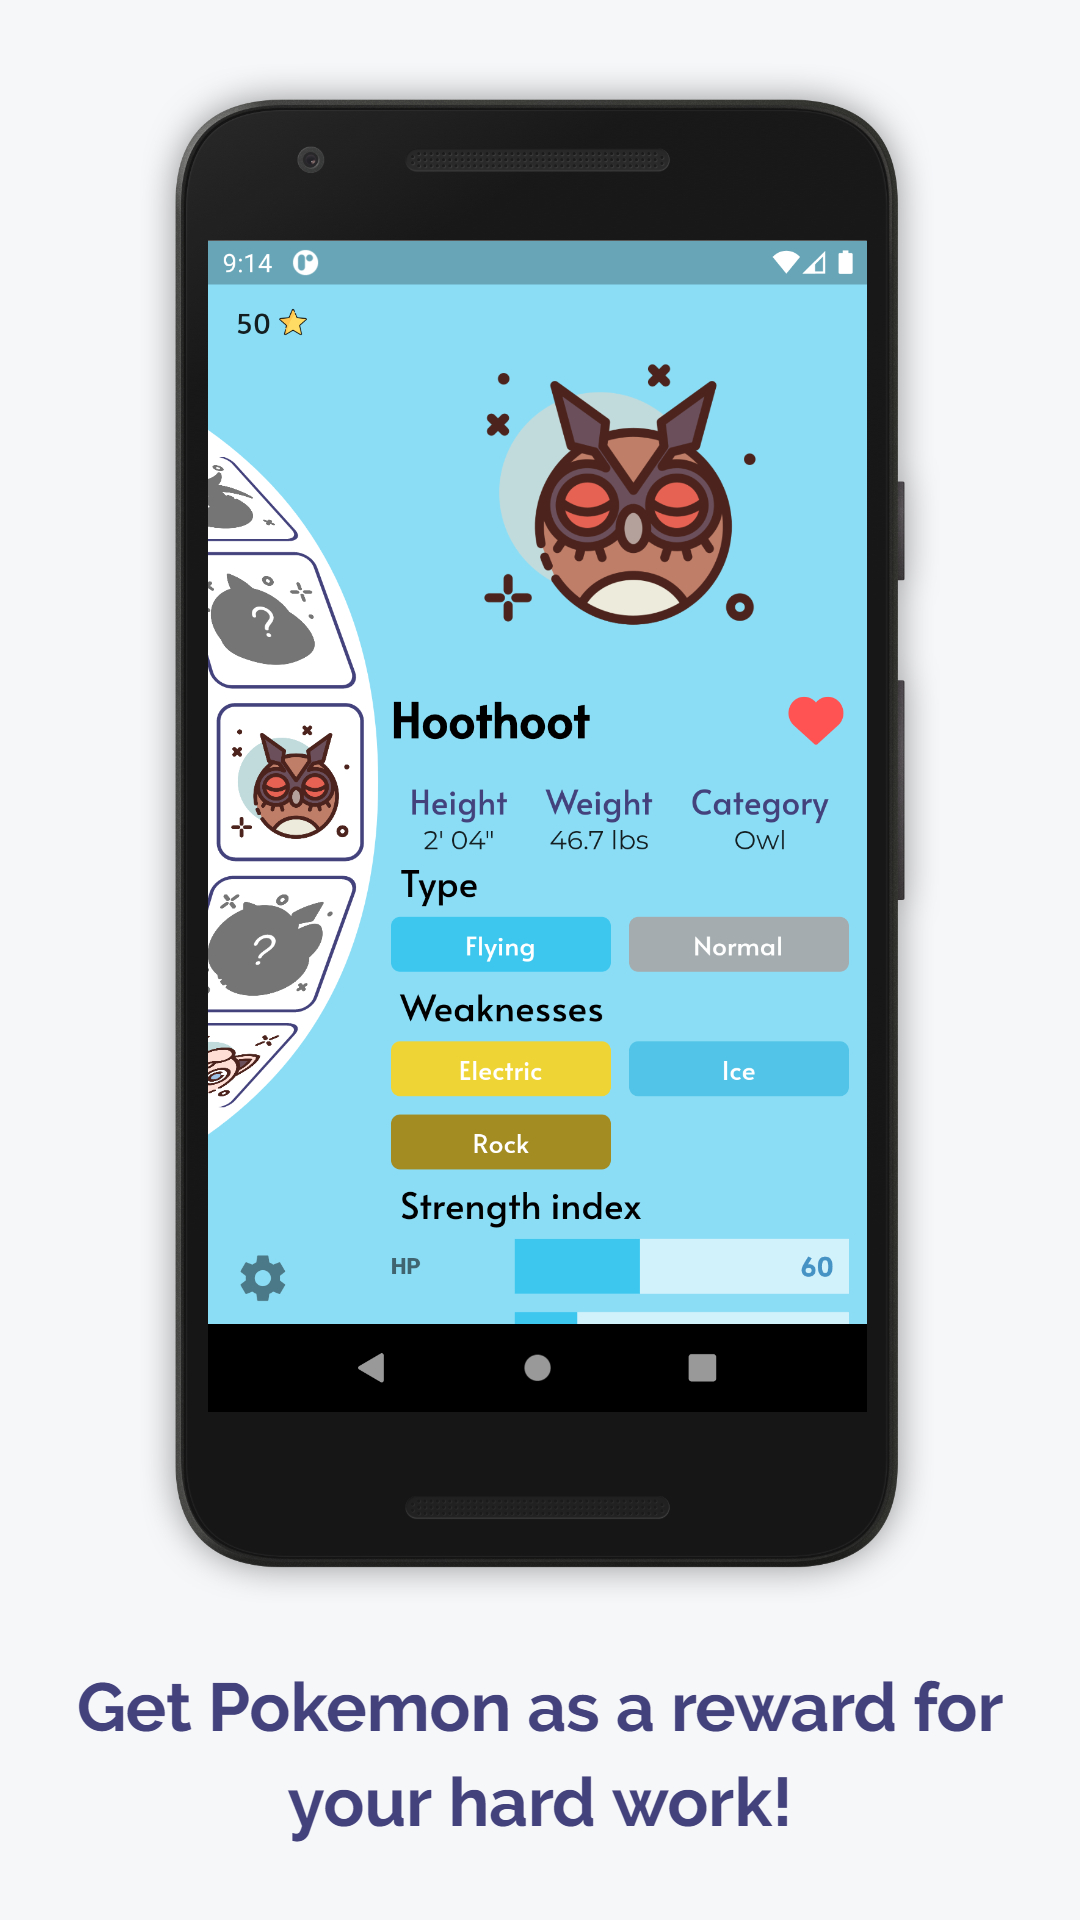 9:14
50
?
?
Hoothoot
Height Weight Category
2' 04" 46.7 lbs Owl
Type
Flying Normal
Weaknesses
Electric Ice
Rock
Strength index
HP 60
Get Pokemon as a reward for
your hard work!